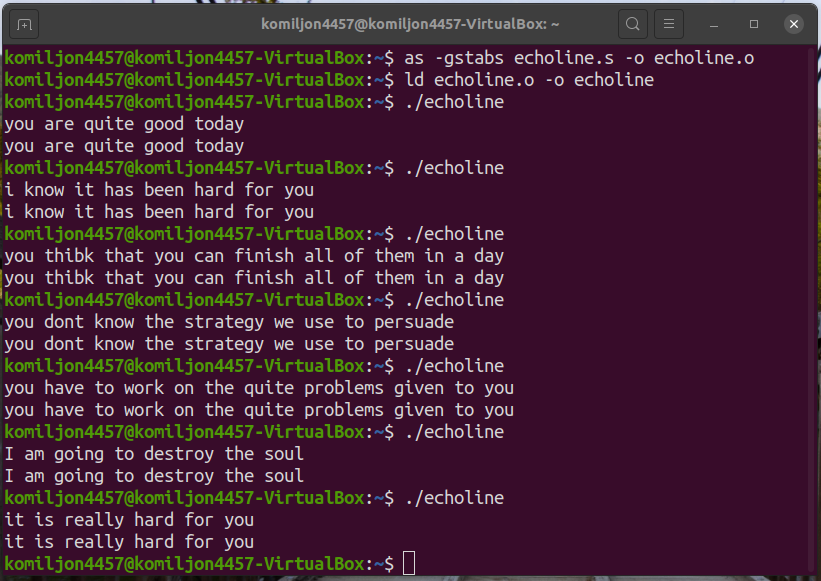 komiljon4457@komiljon4457-VirtualBox: ~
komiljon4457@komiljon4457-VirtualBox:~$ as -gstabs echoline.s -o echoline.o
komiljon4457@komiljon4457-VirtualBox:~$ ld echoline.o -o echoline
komiljon4457@komiljon4457-VirtualBox:~$ ./echoline
you are quite good today
you are quite good today
komiljon4457@komiljon4457-VirtualBox:~$ ./echoline
i know it has been hard for you
i know it has been hard for you
komiljon4457@komiljon4457-VirtualBox:~$ ./echoline
you thibk that you can finish all of them in a day
you thibk that you can finish all of them in a day
komiljon4457@komiljon4457-VirtualBox:~$ ./echoline
you dont know the strategy we use to persuade
you dont know the strategy we use to persuade
komiljon4457@komiljon4457-VirtualBox:~$ ./echoline
you have to work on the quite problems given to you
you have to work on the quite problems given to you
komiljon4457@komiljon4457-VirtualBox:~$ ./echoline
I am going to destroy the soul
I am going to destroy the soul
komiljon4457@komiljon4457-VirtualBox:~$ ./echoline
it is really hard for you
it is really hard for you
komiljon4457@komiljon4457-VirtualBox:~$